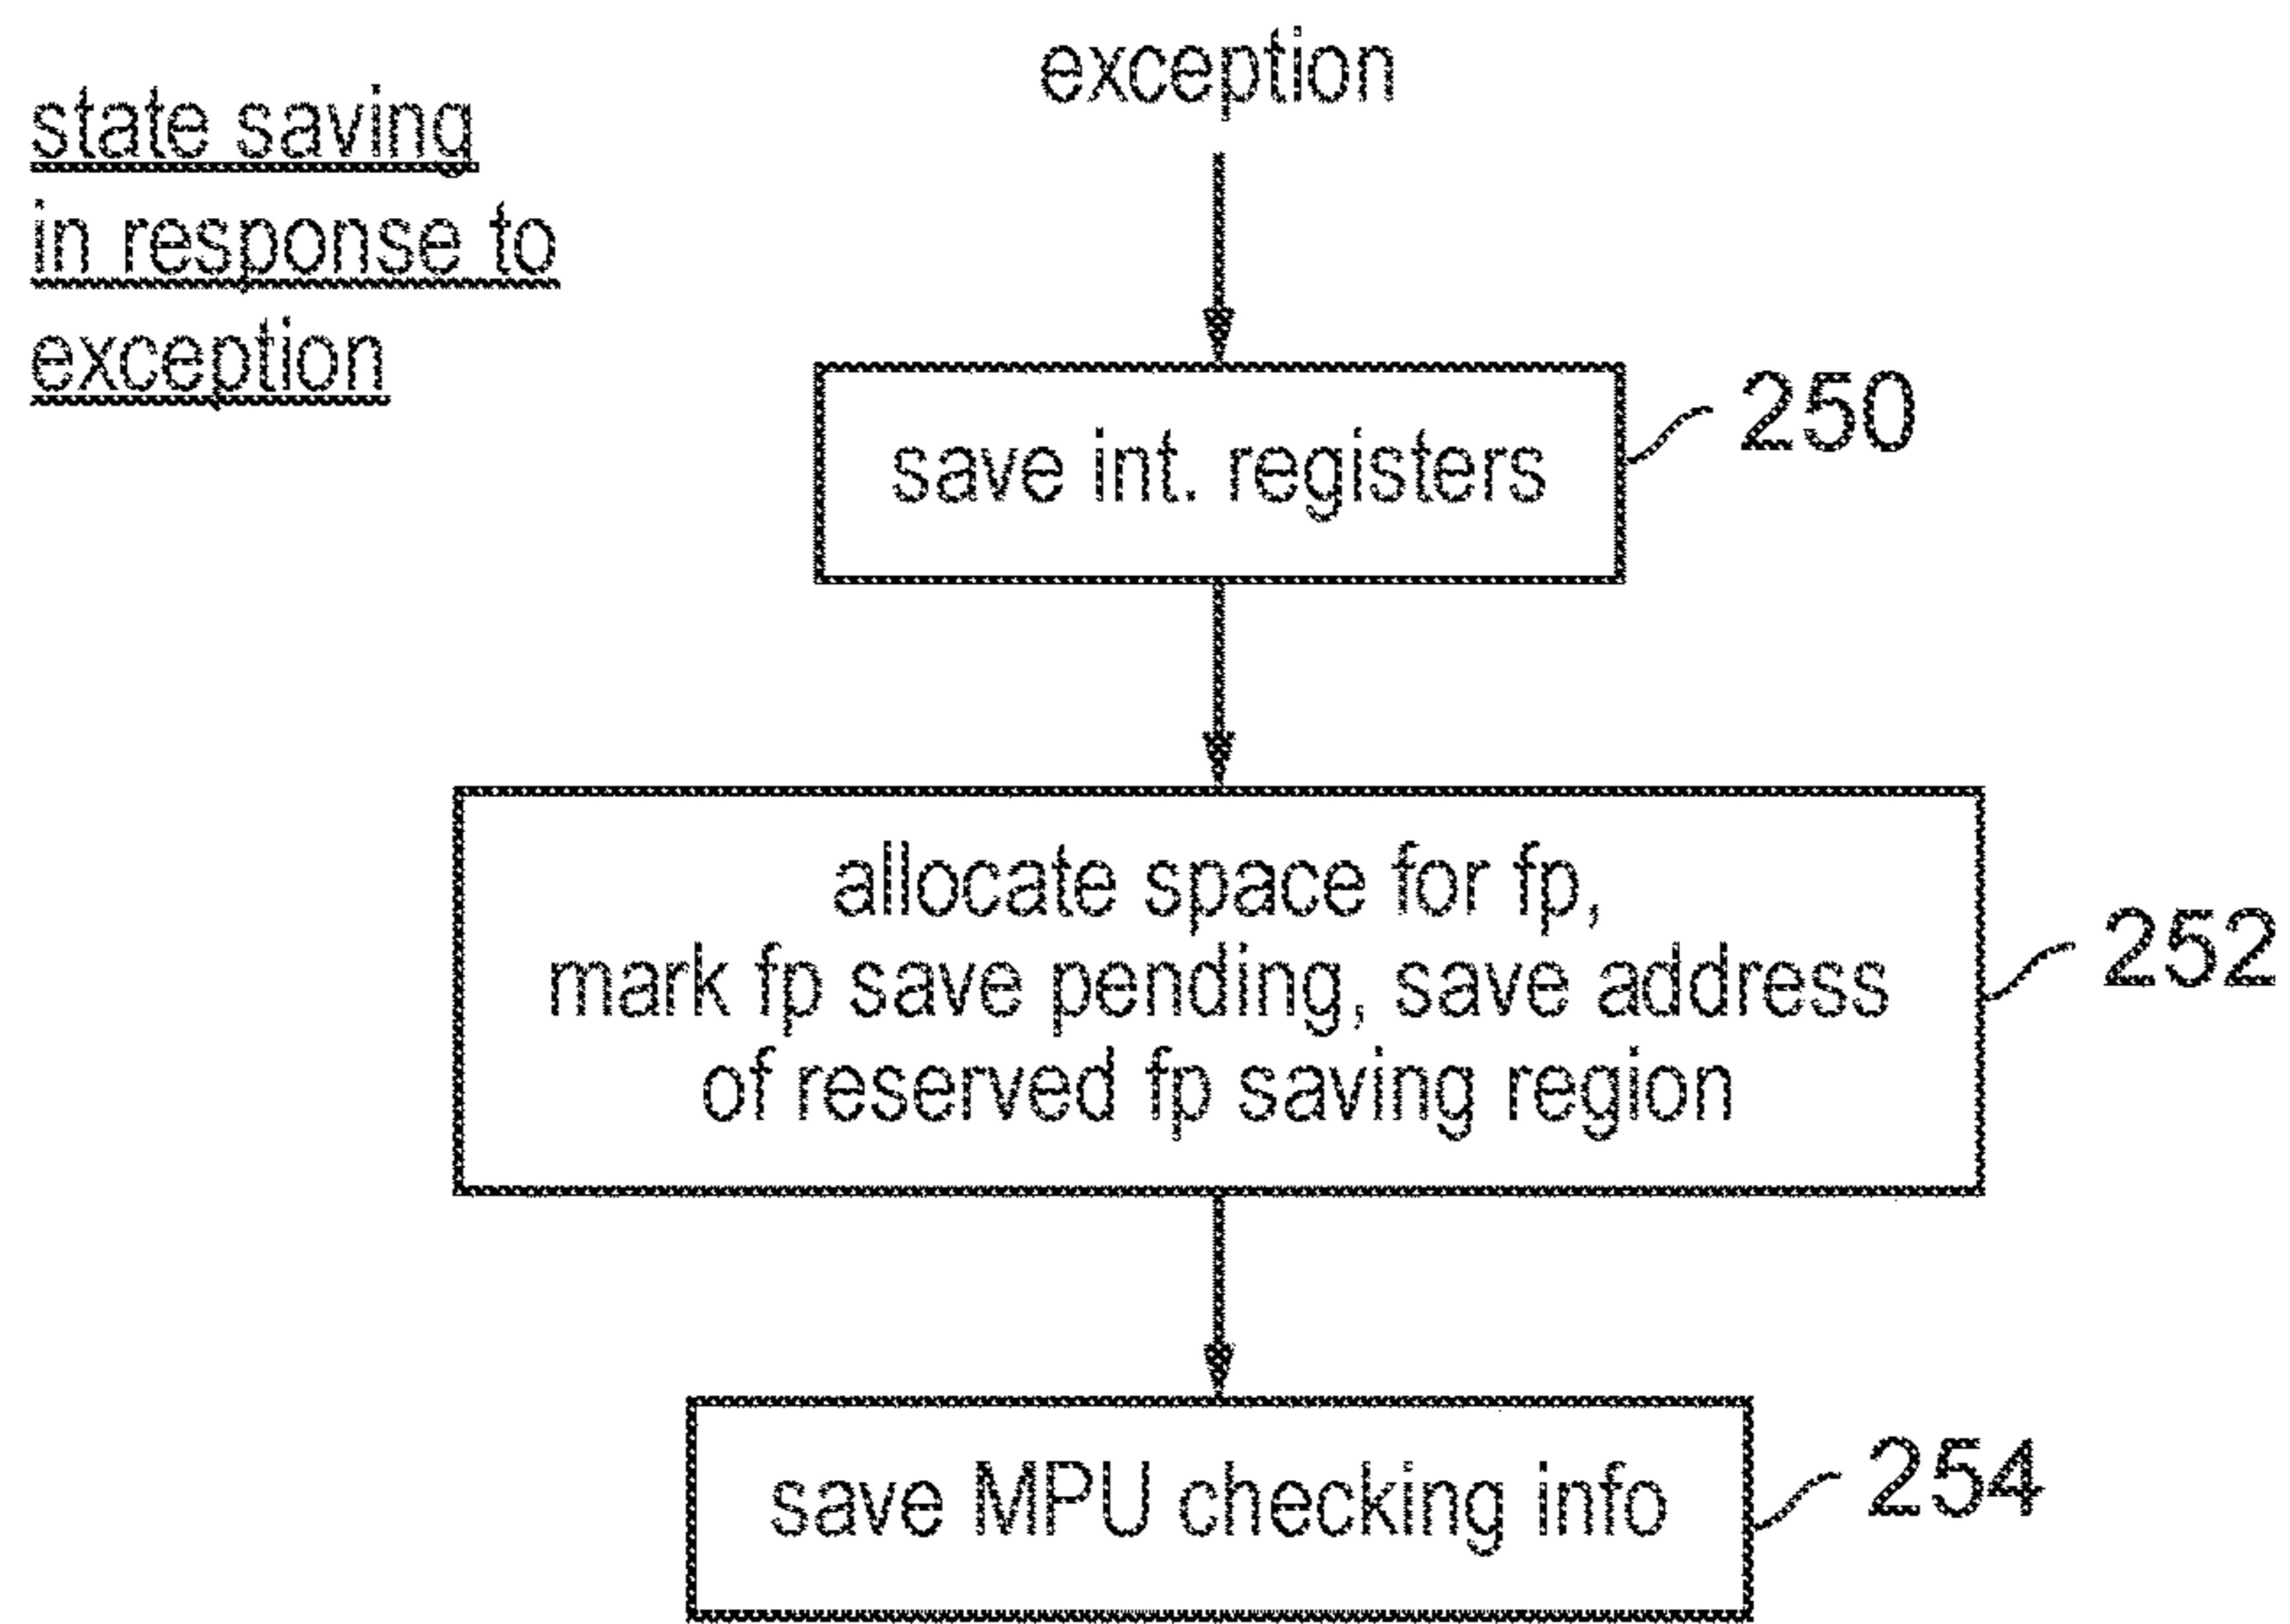 state saving
in response to
exception
exception
save int. registers
250
allocate space for fp,
mark fp save pending, save address
of reserved fp saving region
252
save MPU checking info
254